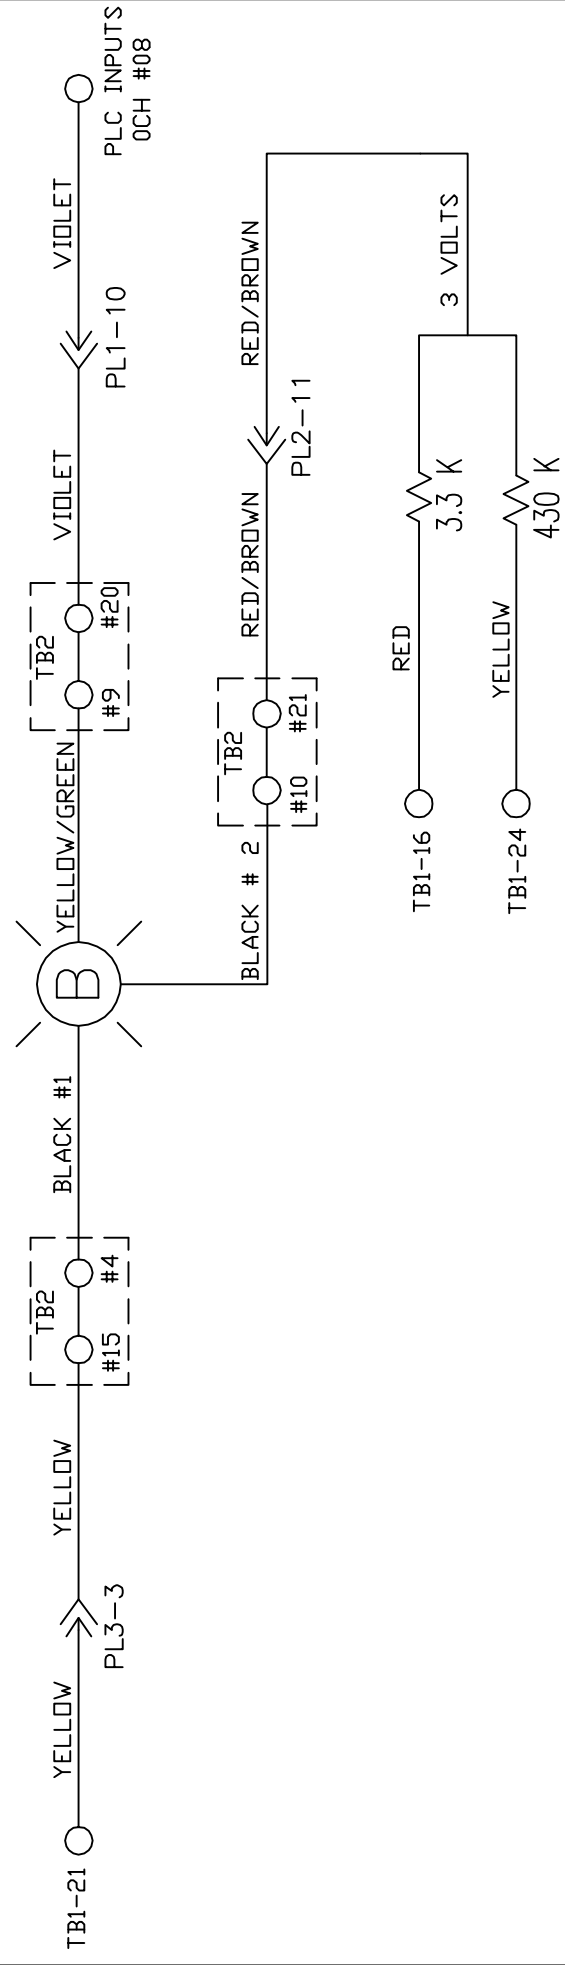 TB1-21
YELLOW
PL3-3
YELLOW
TB2
#15
#4
BLACK #1
B
YELLOW/GREEN
TB2
#9
#20
VIOLET
PL1-10
VIOLET
PLC INPUTS
0CH #08
BLACK # 2
TB2
#10
#21
RED/BROWN
PL2-11
RED/BROWN
3 VOLTS
TB1-16
RED
3.3 K
TB1-24
YELLOW
430 K